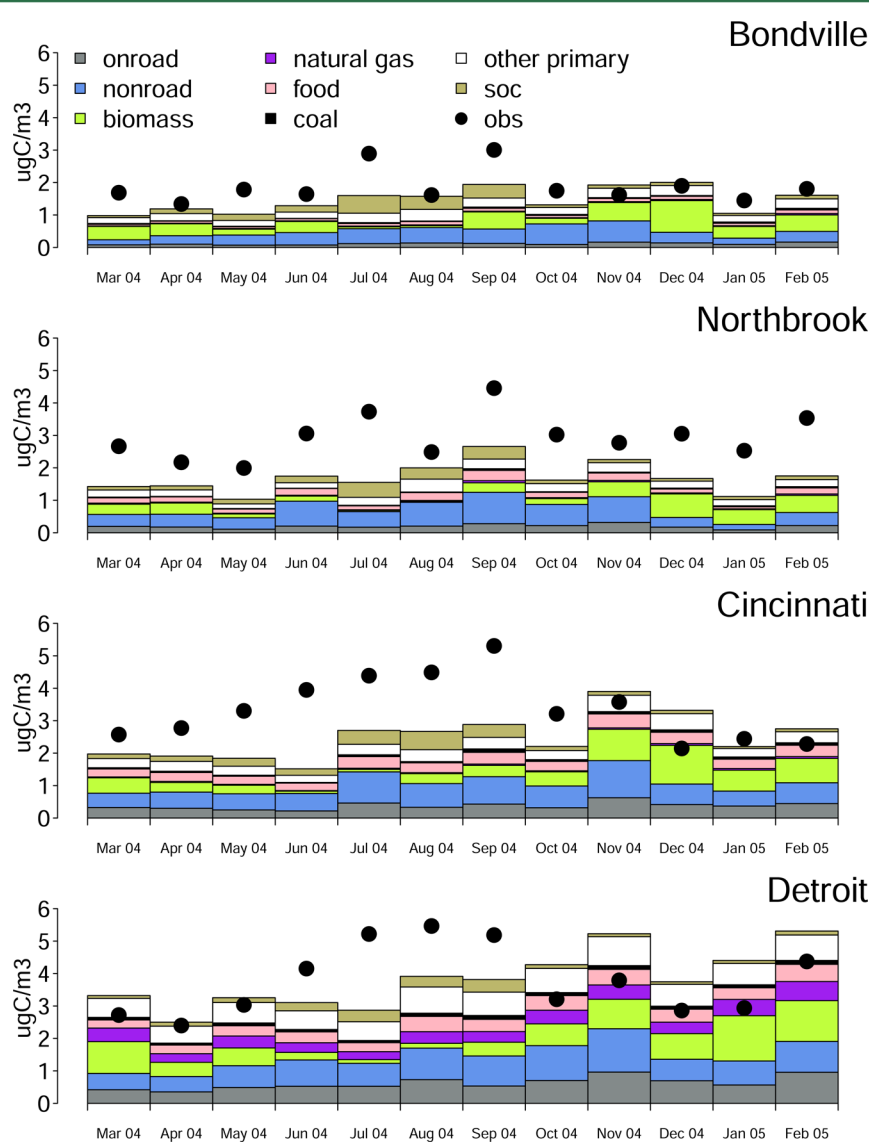 Bondville
onroad natural gas other primary
nonroad food soc
biomass coal obs
ugC/m3
6
5
4
3
2
1
0
Mar 04 Apr 04 May 04 Jun 04 Jul 04 Aug 04 Sep 04 Oct 04 Nov 04 Dec 04 Jan 05 Feb 05
Northbrook
ugC/m3
6
5
4
3
2
1
0
Mar 04 Apr 04 May 04 Jun 04 Jul 04 Aug 04 Sep 04 Oct 04 Nov 04 Dec 04 Jan 05 Feb 05
Cincinnati
ugC/m3
6
5
4
3
2
1
0
Mar 04 Apr 04 May 04 Jun 04 Jul 04 Aug 04 Sep 04 Oct 04 Nov 04 Dec 04 Jan 05 Feb 05
Detroit
ugC/m3
6
5
4
3
2
1
0
Mar 04 Apr 04 May 04 Jun 04 Jul 04 Aug 04 Sep 04 Oct 04 Nov 04 Dec 04 Jan 05 Feb 05